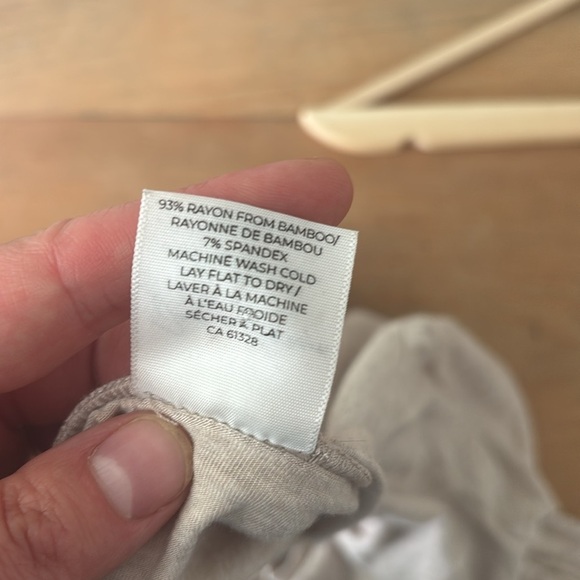 93% RAYON FROM BAMBOO/
RAYONNE DE BAMBOU
7% SPANDEX
MACHINE WASH COLD
LAY FLAT TO DRY /
LAVER À LA MACHINE
À L'EAU FROIDE
SÉCHER À PLAT
CA 61328